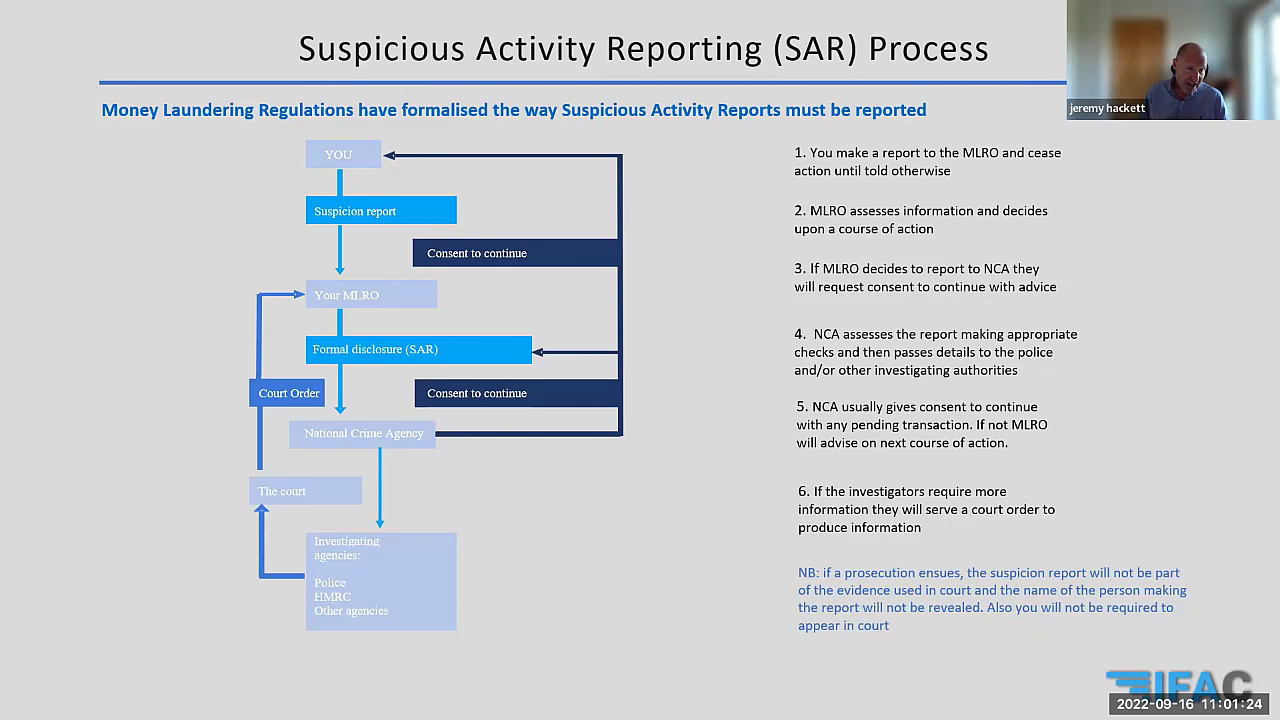 Suspicious Activity Reporting (SAR) Process
jeremy hackett
Money Laundering Regulations have formalised the way Suspicious Activity Reports must be reported
YOU
Suspicion report
Consent to continue
Your MLRO
Formal disclosure (SAR)
Court Order
Consent to continue
National Crime Agency
The court
Investigating
agencies:
Police
HMRC
Other agencies
1. You make a report to the MLRO and cease
action until told otherwise
2. MLRO assesses information and decides
upon a course of action
3. If MLRO decides to report to NCA they
will request consent to continue with advice
4. NCA assesses the report making appropriate
checks and then passes details to the police
and/or other investigating authorities
5. NCA usually gives consent to continue
with any pending transaction. If not MLRO
will advise on next course of action.
6. If the investigators require more
information they will serve a court order to
produce information
NB: if a prosecution ensues, the suspicion report will not be part
of the evidence used in court and the name of the person making
the report will not be revealed. Also you will not be required to
appear in court
IFAC
2022-09-16 11:01:24